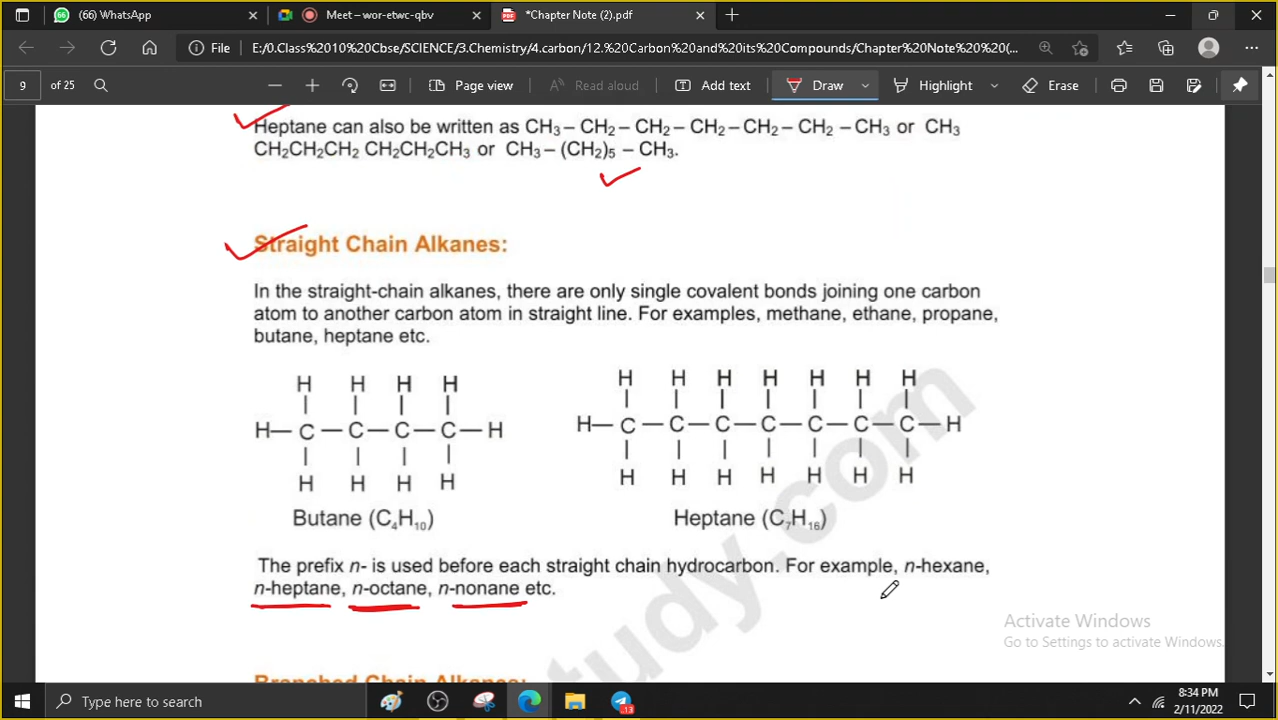 (66) WhatsApp
Meet – wor-etwc-qbv
*Chapter Note (2).pdf
File E:/0.Class%2010%20Cbse/SCIENCE/3.Chemistry/4.carbon/12.%20Carbon%20and%20its%20Compounds/Chapter%20Note%20%20(...
9 of 25
Page view
Read aloud
Add text
Draw
Highlight
Erase
Heptane can also be written as CH₃ – CH₂ – CH₂ – CH₂ – CH₂ – CH₂ – CH₃ or CH₃
CH₂CH₂CH₂ CH₂CH₂CH₃ or CH₃ – (CH₂)₅ – CH₃.
Straight Chain Alkanes:
In the straight-chain alkanes, there are only single covalent bonds joining one carbon
atom to another carbon atom in straight line. For examples, methane, ethane, propane,
butane, heptane etc.
H H H H
H — C — C — C — C — H
H H H H
Butane (C₄H₁₀)
H H H H H H H
H — C — C — C — C — C — C — C — H
H H H H H H H
Heptane (C₇H₁₆)
The prefix n- is used before each straight chain hydrocarbon. For example, n-hexane,
n-heptane, n-octane, n-nonane etc.
Branched Chain Alkanes:
tudy.com
Activate Windows
Go to Settings to activate Windows.
Type here to search
13
8:34 PM
2/11/2022